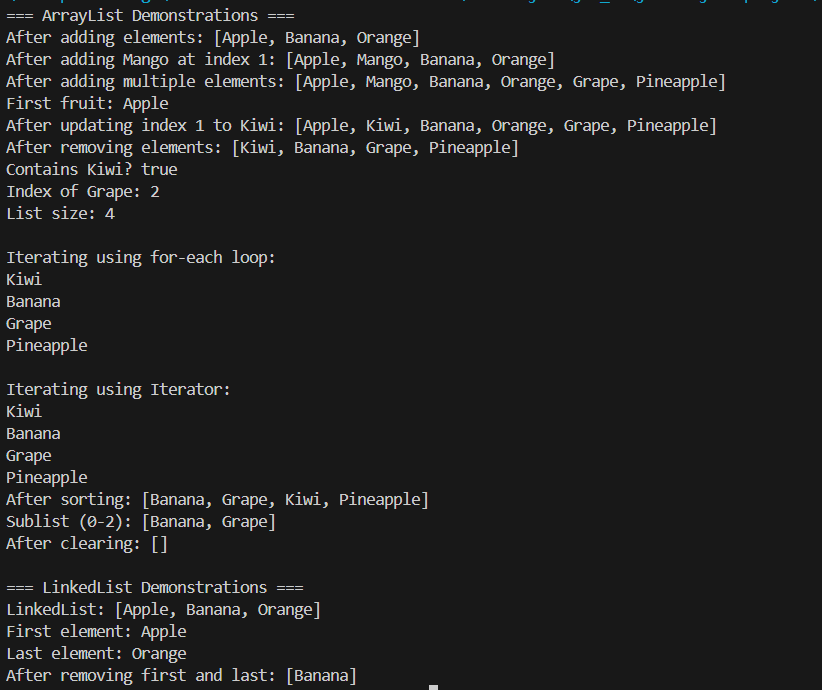 === ArrayList Demonstrations ===
After adding elements: [Apple, Banana, Orange]
After adding Mango at index 1: [Apple, Mango, Banana, Orange]
After adding multiple elements: [Apple, Mango, Banana, Orange, Grape, Pineapple]
First fruit: Apple
After updating index 1 to Kiwi: [Apple, Kiwi, Banana, Orange, Grape, Pineapple]
After removing elements: [Kiwi, Banana, Grape, Pineapple]
Contains Kiwi? true
Index of Grape: 2
List size: 4

Iterating using for-each loop:
Kiwi
Banana
Grape
Pineapple

Iterating using Iterator:
Kiwi
Banana
Grape
Pineapple
After sorting: [Banana, Grape, Kiwi, Pineapple]
Sublist (0-2): [Banana, Grape]
After clearing: []

=== LinkedList Demonstrations ===
LinkedList: [Apple, Banana, Orange]
First element: Apple
Last element: Orange
After removing first and last: [Banana]